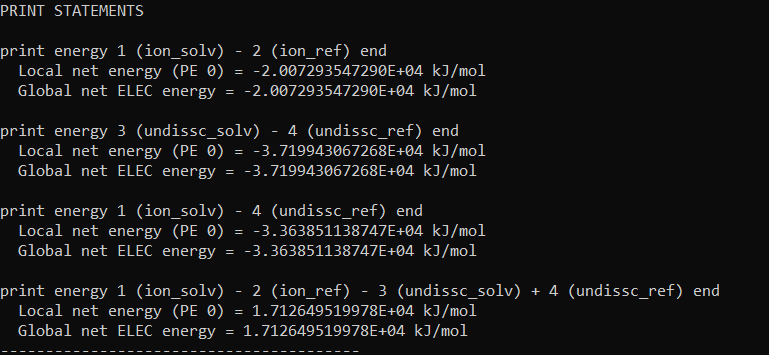 PRINT STATEMENTS
print energy 1 (ion_solv) - 2 (ion_ref) end
Local net energy (PE 0) = -2.007293547290E+04 kJ/mol
Global net ELEC energy = -2.007293547290E+04 kJ/mol
print energy 3 (undissc_solv) - 4 (undissc_ref) end
Local net energy (PE 0) = -3.719943067268E+04 kJ/mol
Global net ELEC energy = -3.719943067268E+04 kJ/mol
print energy 1 (ion_solv) - 4 (undissc_ref) end
Local net energy (PE 0) = -3.363851138747E+04 kJ/mol
Global net ELEC energy = -3.363851138747E+04 kJ/mol
print energy 1 (ion_solv) - 2 (ion_ref) - 3 (undissc_solv) + 4 (undissc_ref) end
Local net energy (PE 0) = 1.712649519978E+04 kJ/mol
Global net ELEC energy = 1.712649519978E+04 kJ/mol
----------------------------------------